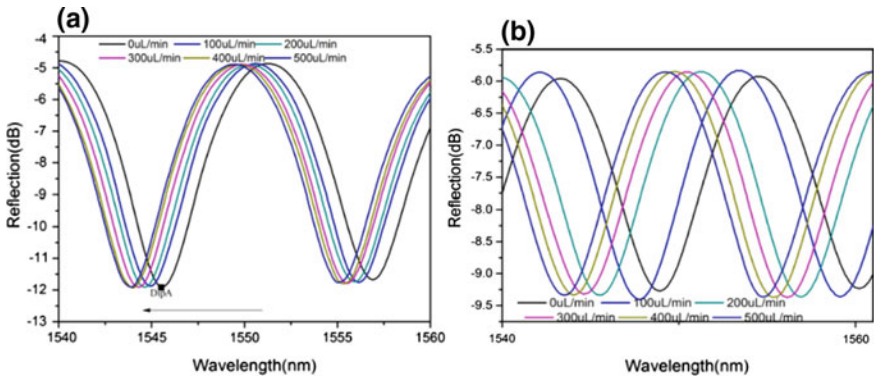 (a)
0uL/min 100uL/min 200uL/min
300uL/min 400uL/min 500uL/min
-4
-5
-6
-7
-8
-9
-10
-11
-12
-13
Reflection(dB)
DipA
1540 1545 1550 1555 1560
Wavelength(nm)
(b)
-5.5
-6.0
-6.5
-7.0
-7.5
-8.0
-8.5
-9.0
-9.5
Reflection(dB)
0uL/min 100uL/min 200uL/min
300uL/min 400uL/min 500uL/min
1540 1560
Wavelength(nm)